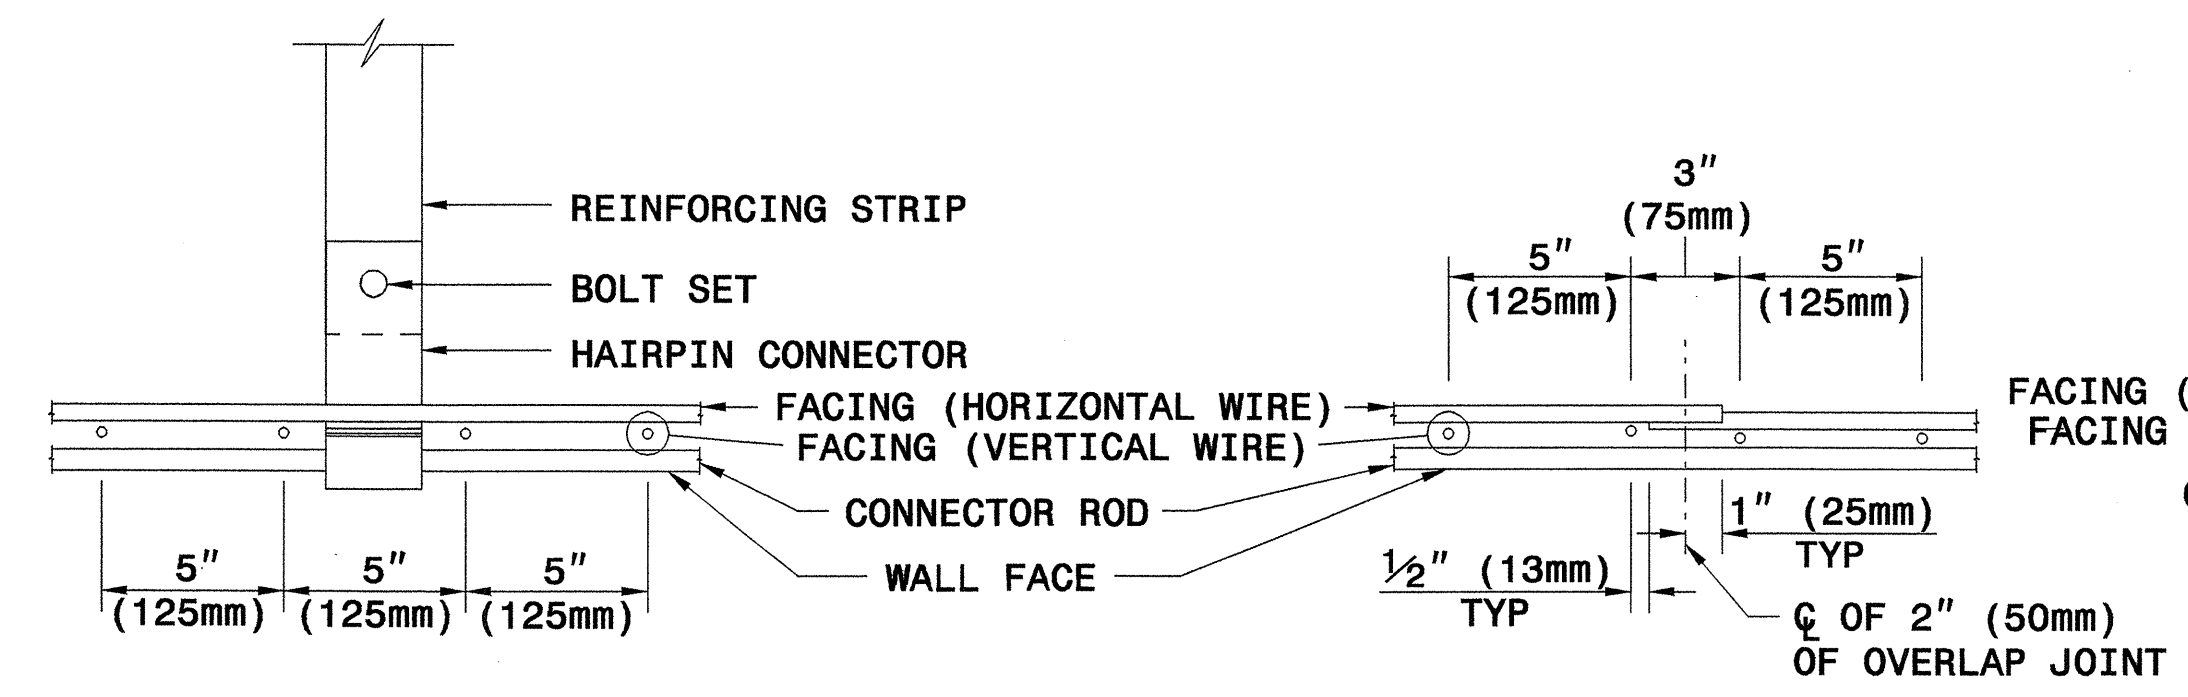 REINFORCING STRIP
BOLT SET
HAIRPIN CONNECTOR
FACING (HORIZONTAL WIRE)
FACING (VERTICAL WIRE)
CONNECTOR ROD
WALL FACE
5"
(125mm)
5"
(125mm)
5"
(125mm)
3"
(75mm)
5"
(125mm)
5"
(125mm)
FACING (
FACING
1" (25mm)
TYP
1/2" (13mm)
TYP
℄ OF 2" (50mm)
OF OVERLAP JOINT